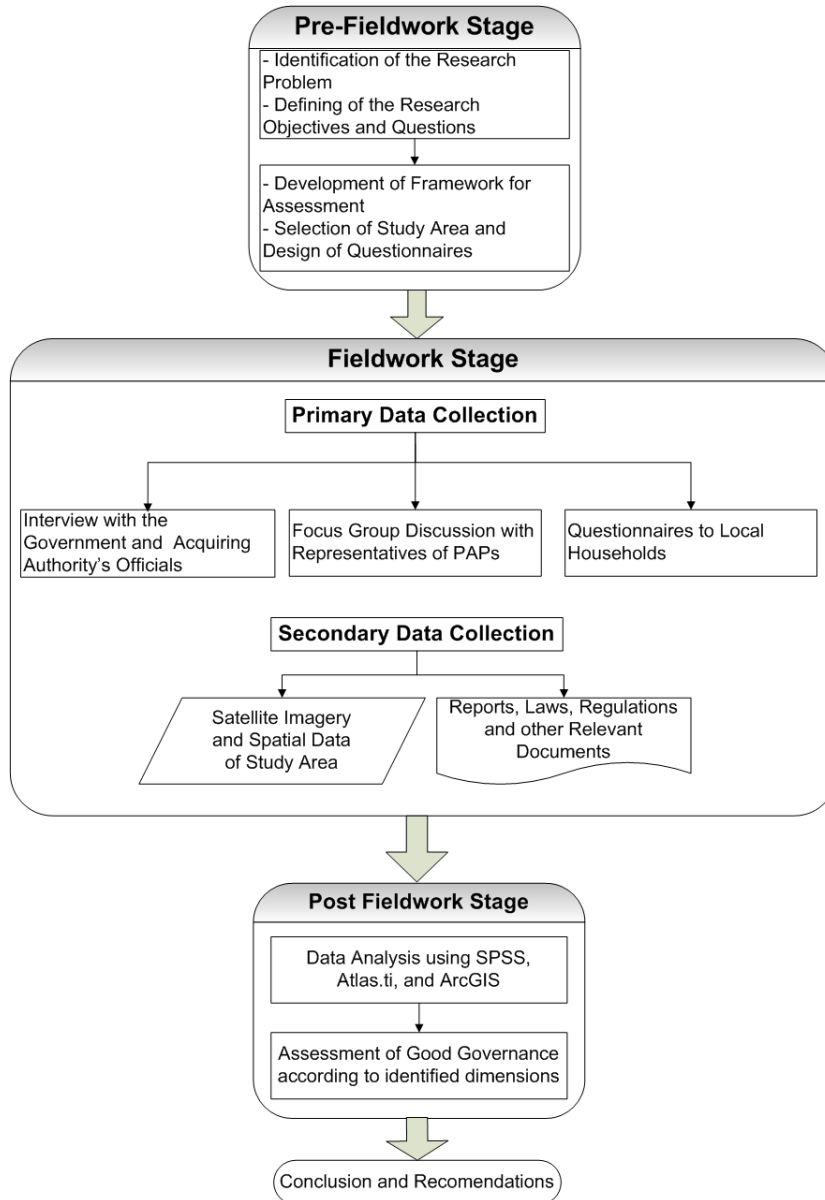 Pre-Fieldwork Stage
- Identification of the Research
Problem
- Defining of the Research
Objectives and Questions
- Development of Framework for
Assessment
- Selection of Study Area and
Design of Questionnaires
Fieldwork Stage
Primary Data Collection
Interview with the
Government and Acquiring
Authority's Officials
Focus Group Discussion with
Representatives of PAPs
Questionnaires to Local
Households
Secondary Data Collection
Satellite Imagery
and Spatial Data
of Study Area
Reports, Laws, Regulations
and other Relevant
Documents
Post Fieldwork Stage
Data Analysis using SPSS,
Atlas.ti, and ArcGIS
Assessment of Good Governance
according to identified dimensions
Conclusion and Recomendations